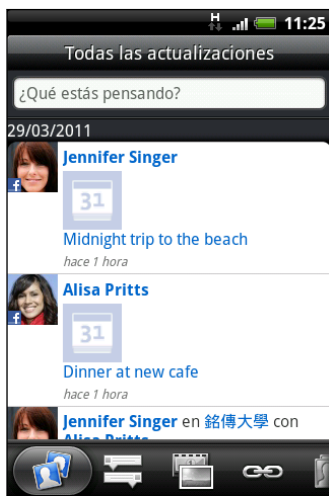 H 11:25
Todas las actualizaciones
¿Qué estás pensando?
29/03/2011
Jennifer Singer
31
Midnight trip to the beach
hace 1 hora
Alisa Pritts
31
Dinner at new cafe
hace 1 hora
Jennifer Singer en 銘傳大學 con
Alisa Pritts